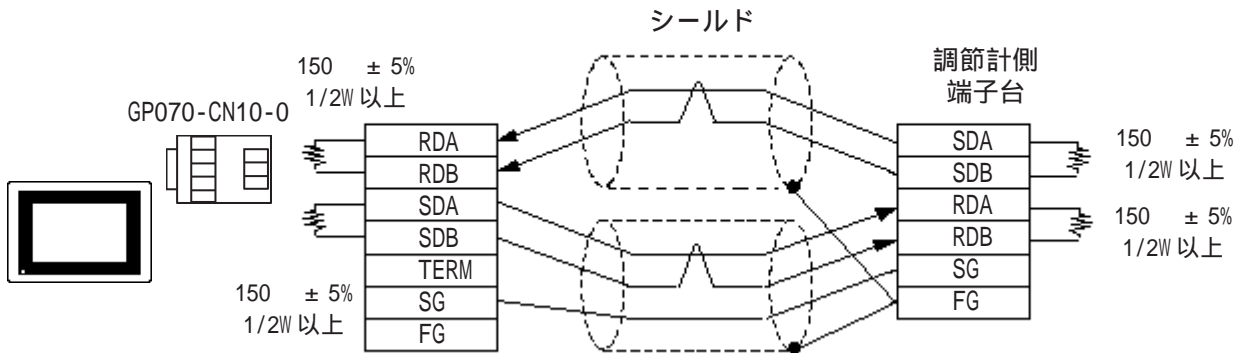 シールド
150 ± 5%
1/2W 以上
GP070-CN10-0
RDA
RDB
SDA
SDB
TERM
SG
FG
150 ± 5%
1/2W 以上
調節計側
端子台
SDA
SDB
RDA
RDB
SG
FG
150 ± 5%
1/2W 以上
150 ± 5%
1/2W 以上